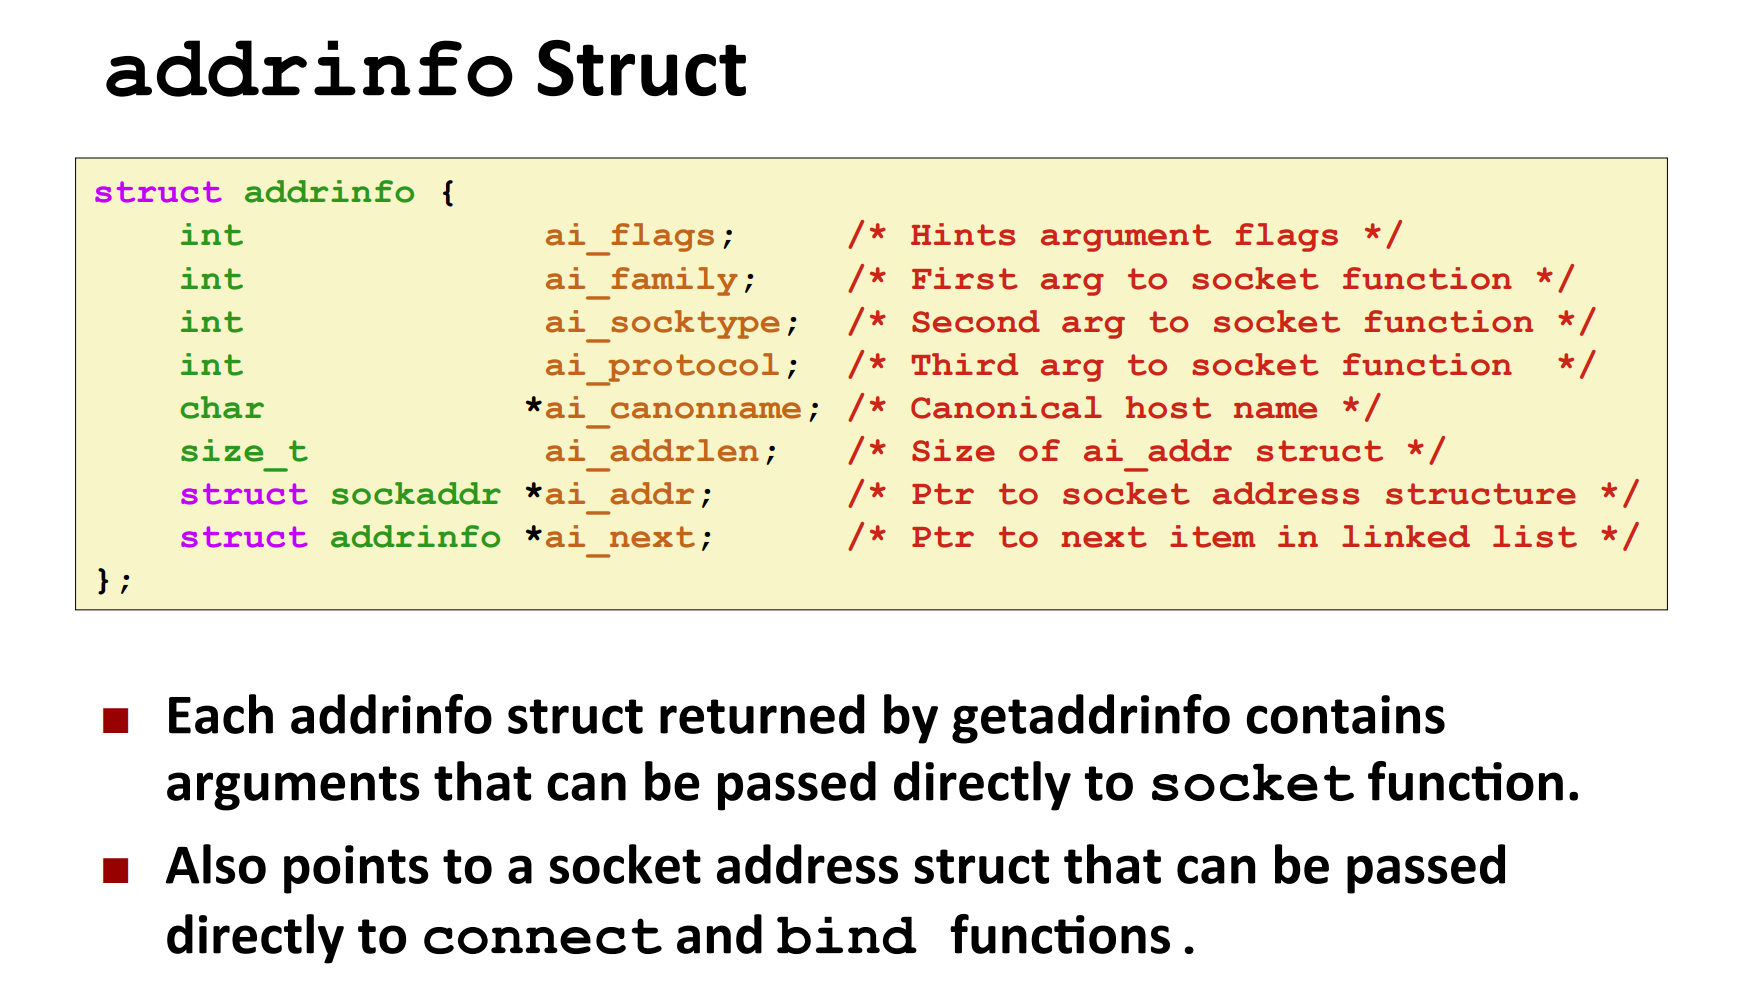 addrinfo Struct
struct addrinfo {
    int              ai_flags;     /* Hints argument flags */
    int              ai_family;    /* First arg to socket function */
    int              ai_socktype;  /* Second arg to socket function */
    int              ai_protocol;  /* Third arg to socket function  */
    char            *ai_canonname; /* Canonical host name */
    size_t           ai_addrlen;   /* Size of ai_addr struct */
    struct sockaddr *ai_addr;      /* Ptr to socket address structure */
    struct addrinfo *ai_next;      /* Ptr to next item in linked list */
};
■ Each addrinfo struct returned by getaddrinfo contains
arguments that can be passed directly to socket function.
■ Also points to a socket address struct that can be passed
directly to connect and bind functions.